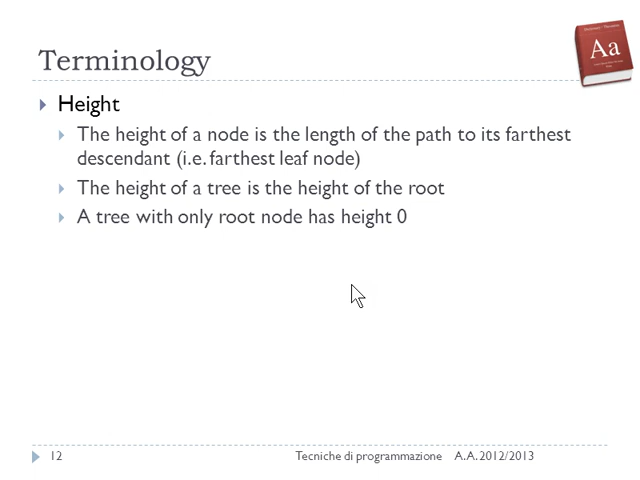 Terminology
Aa
Height
The height of a node is the length of the path to its farthest
descendant (i.e. farthest leaf node)
The height of a tree is the height of the root
A tree with only root node has height 0
12
Tecniche di programmazione A.A. 2012/2013